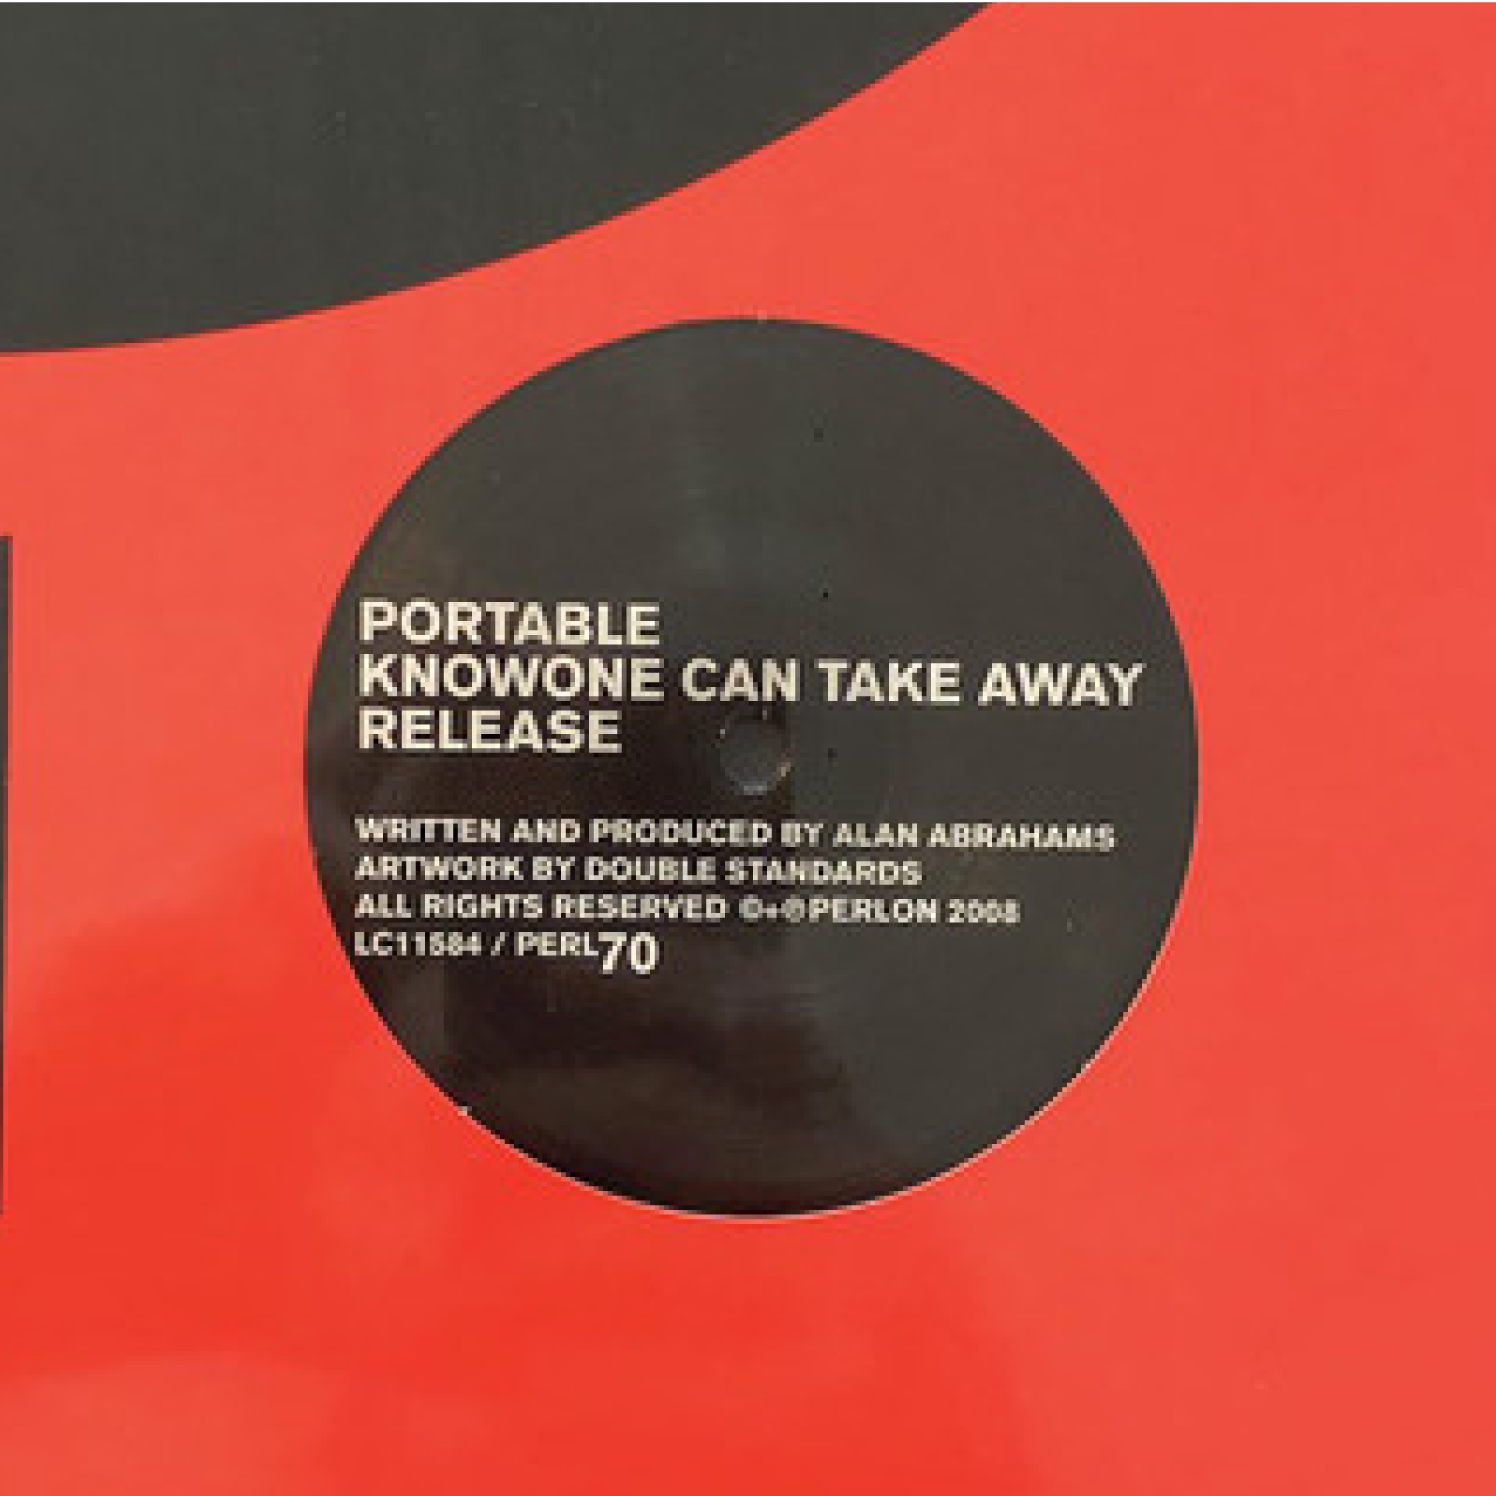 PORTABLE
KNOWONE CAN TAKE AWAY
RELEASE
WRITTEN AND PRODUCED BY ALAN ABRAHAMS
ARTWORK BY DOUBLE STANDARDS
ALL RIGHTS RESERVED ©+℗PERLON 2008
LC11584 / PERL70